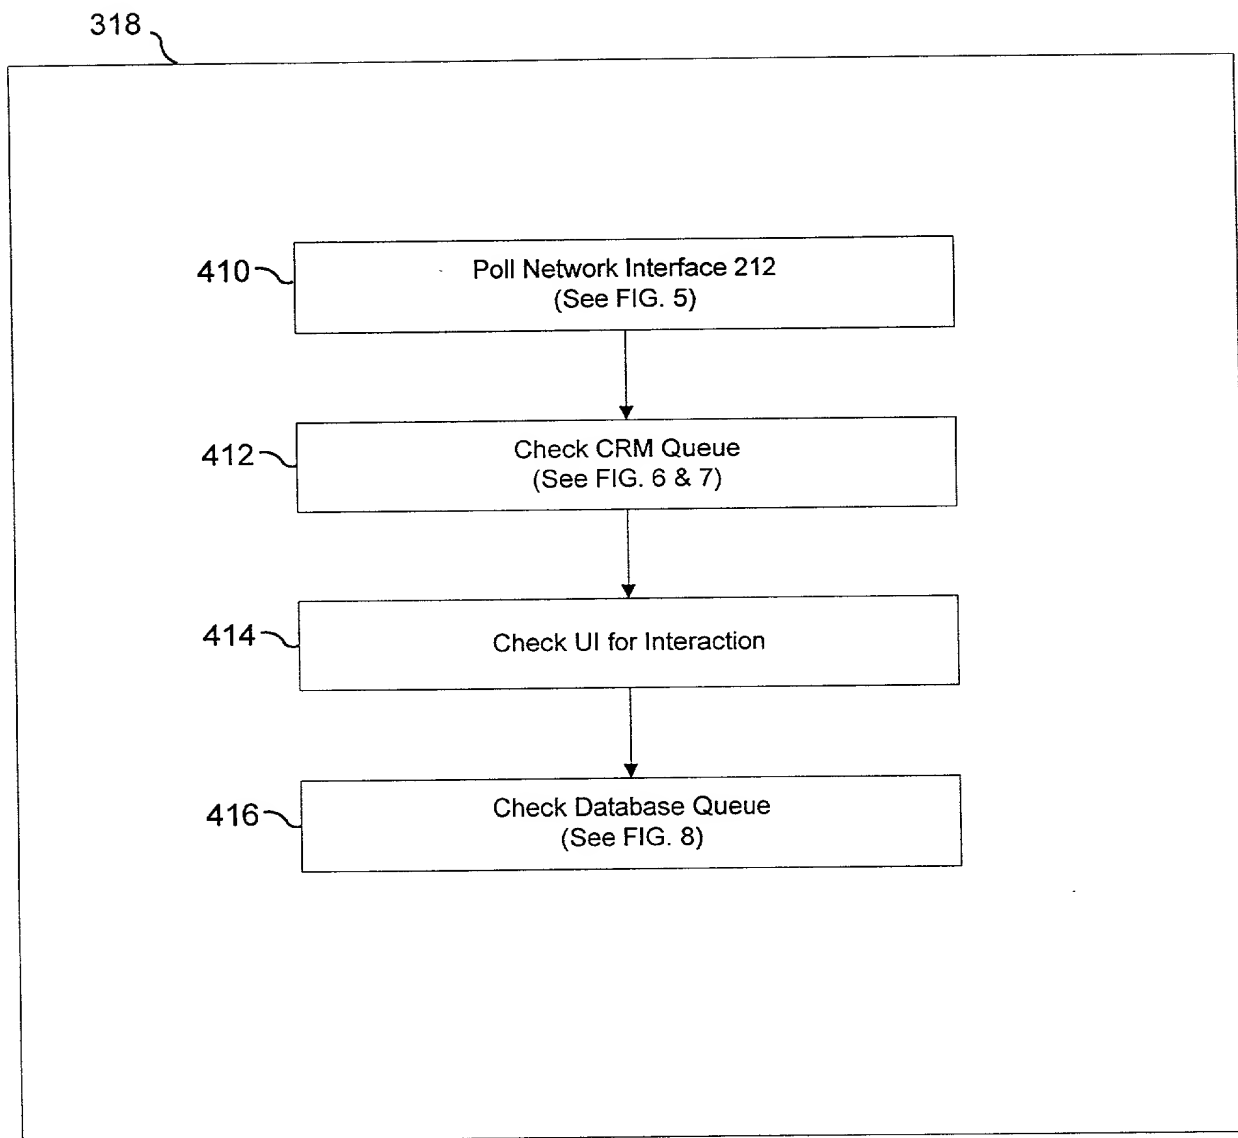 318
410
Poll Network Interface 212
(See FIG. 5)
412
Check CRM Queue
(See FIG. 6 & 7)
414
Check UI for Interaction
416
Check Database Queue
(See FIG. 8)